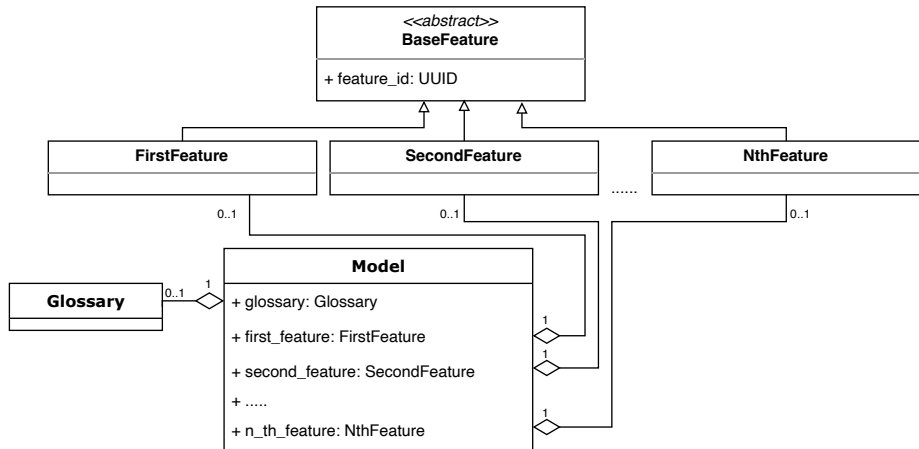 <<abstract>>
BaseFeature
+ feature_id: UUID
FirstFeature
SecondFeature
......
NthFeature
0..1
0..1
0..1
Model
Glossary
0..1
1
+ glossary: Glossary
+ first_feature: FirstFeature
1
+ second_feature: SecondFeature
1
+ .....
+ n_th_feature: NthFeature
1